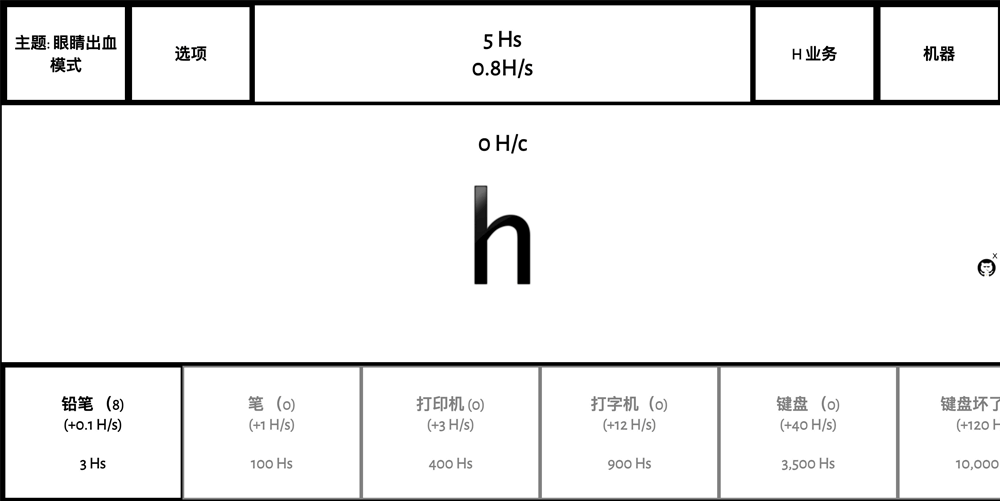 主题: 眼睛出血
模式
选项
5 Hs
0.8H/s
H 业务
机器
0 H/c
h
x
铅笔 （8）
(+0.1 H/s)
3 Hs
笔 （0）
(+1 H/s)
100 Hs
打印机 (0)
(+3 H/s)
400 Hs
打字机（0）
(+12 H/s)
900 Hs
键盘 （0）
(+40 H/s)
3,500 Hs
键盘坏了
(+120 H
10,000